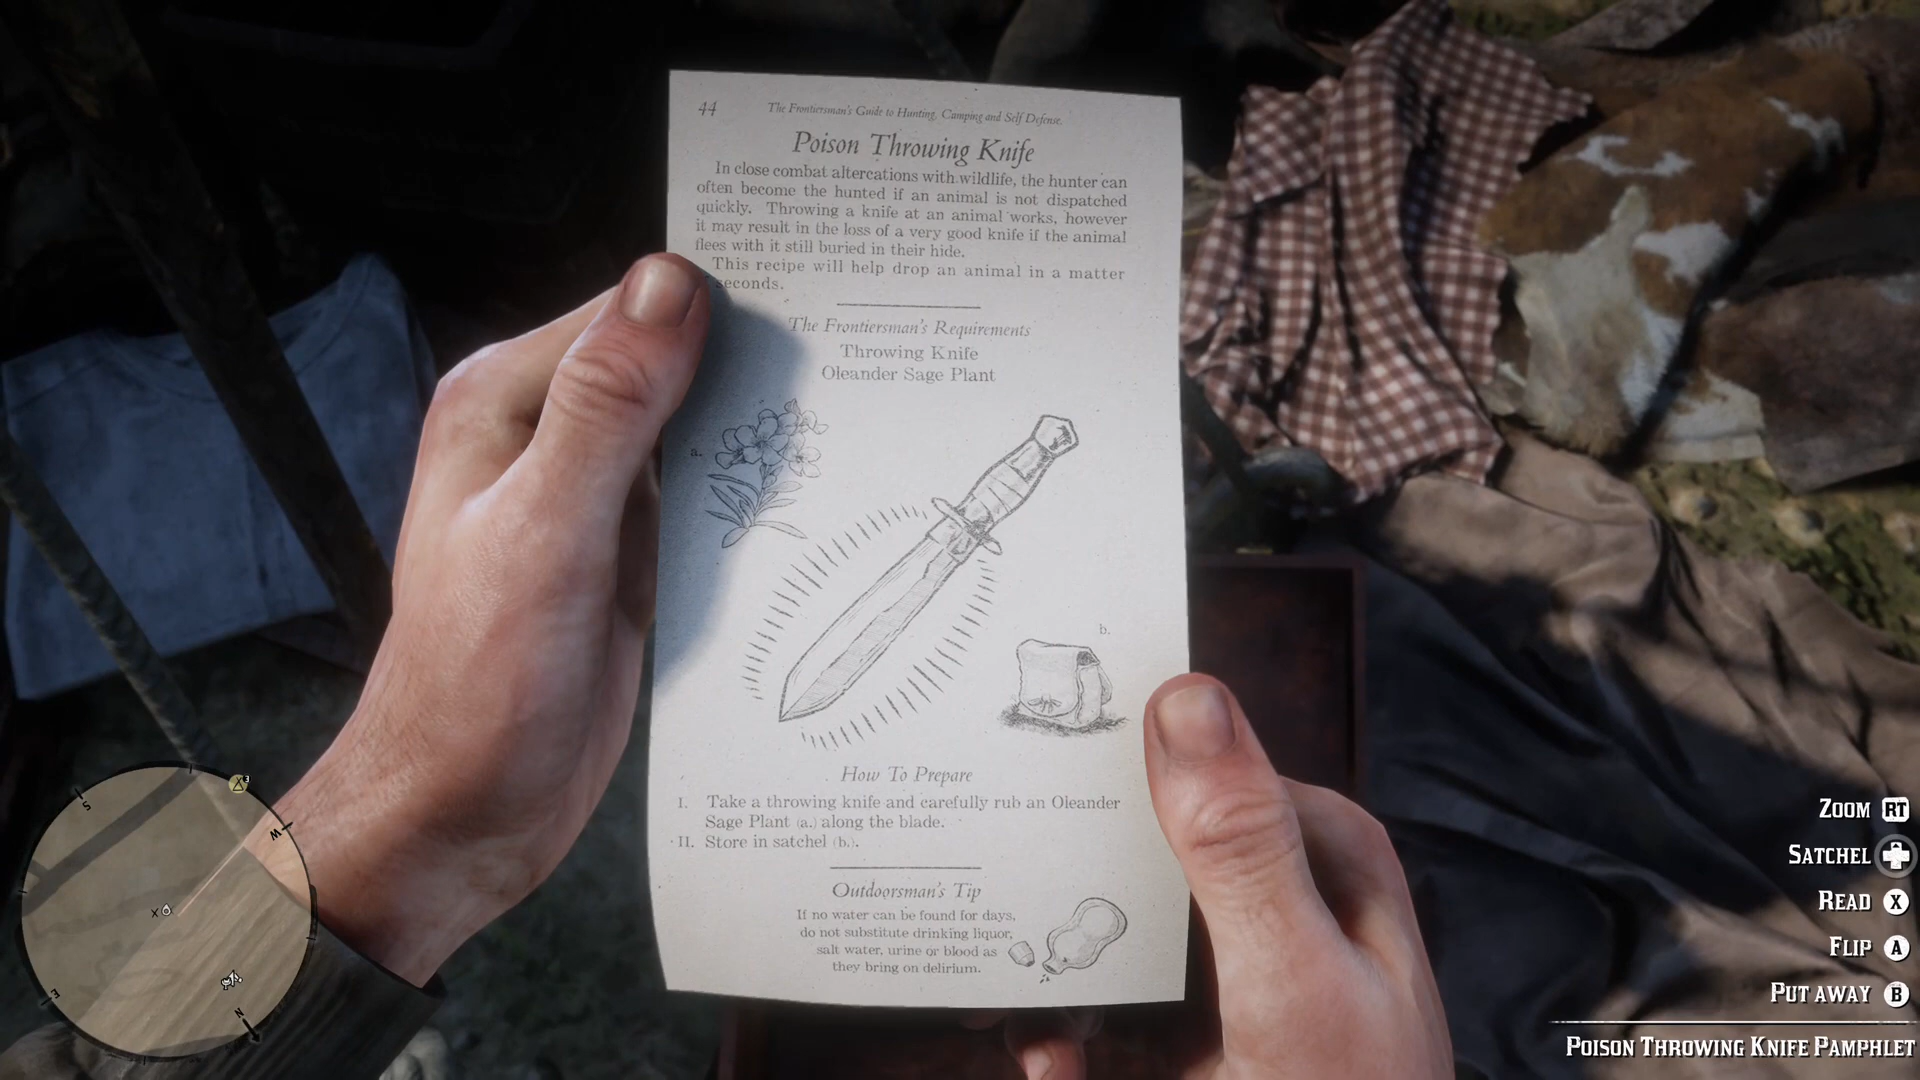 44
The Frontiersman's Guide to Hunting, Camping and Self Defense.
Poison Throwing Knife
In close combat altercations with wildlife, the hunter can
often become the hunted if an animal is not dispatched
quickly. Throwing a knife at an animal works, however
it may result in the loss of a very good knife if the animal
flees with it still buried in their hide.
This recipe will help drop an animal in a matter
seconds.
The Frontiersman's Requirements
Throwing Knife
Oleander Sage Plant
a.
b.
How To Prepare
I. Take a throwing knife and carefully rub an Oleander
Sage Plant (a.) along the blade.
II. Store in satchel (b.).
Outdoorsman's Tip
If no water can be found for days,
do not substitute drinking liquor,
salt water, urine or blood as
they bring on delirium.
S
E
W
E
N
X
ZOOM RT
SATCHEL
READ X
FLIP A
PUT AWAY B
POISON THROWING KNIFE PAMPHLET